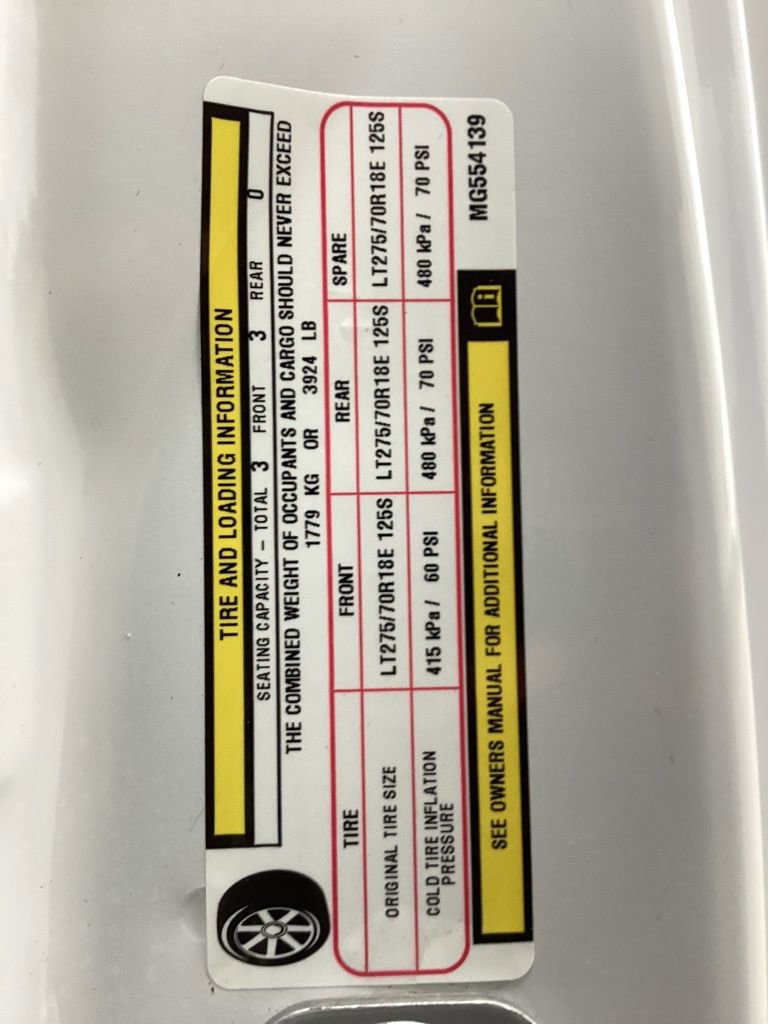 TIRE AND LOADING INFORMATION
SEATING CAPACITY – TOTAL 3 FRONT 3 REAR 0
THE COMBINED WEIGHT OF OCCUPANTS AND CARGO SHOULD NEVER EXCEED
1779 KG OR 3924 LB
TIRE FRONT REAR SPARE
ORIGINAL TIRE SIZE LT275/70R18E 125S LT275/70R18E 125S LT275/70R18E 125S
COLD TIRE INFLATION
PRESSURE 415 kPa / 60 PSI 480 kPa / 70 PSI 480 kPa / 70 PSI
SEE OWNERS MANUAL FOR ADDITIONAL INFORMATION
MG554139